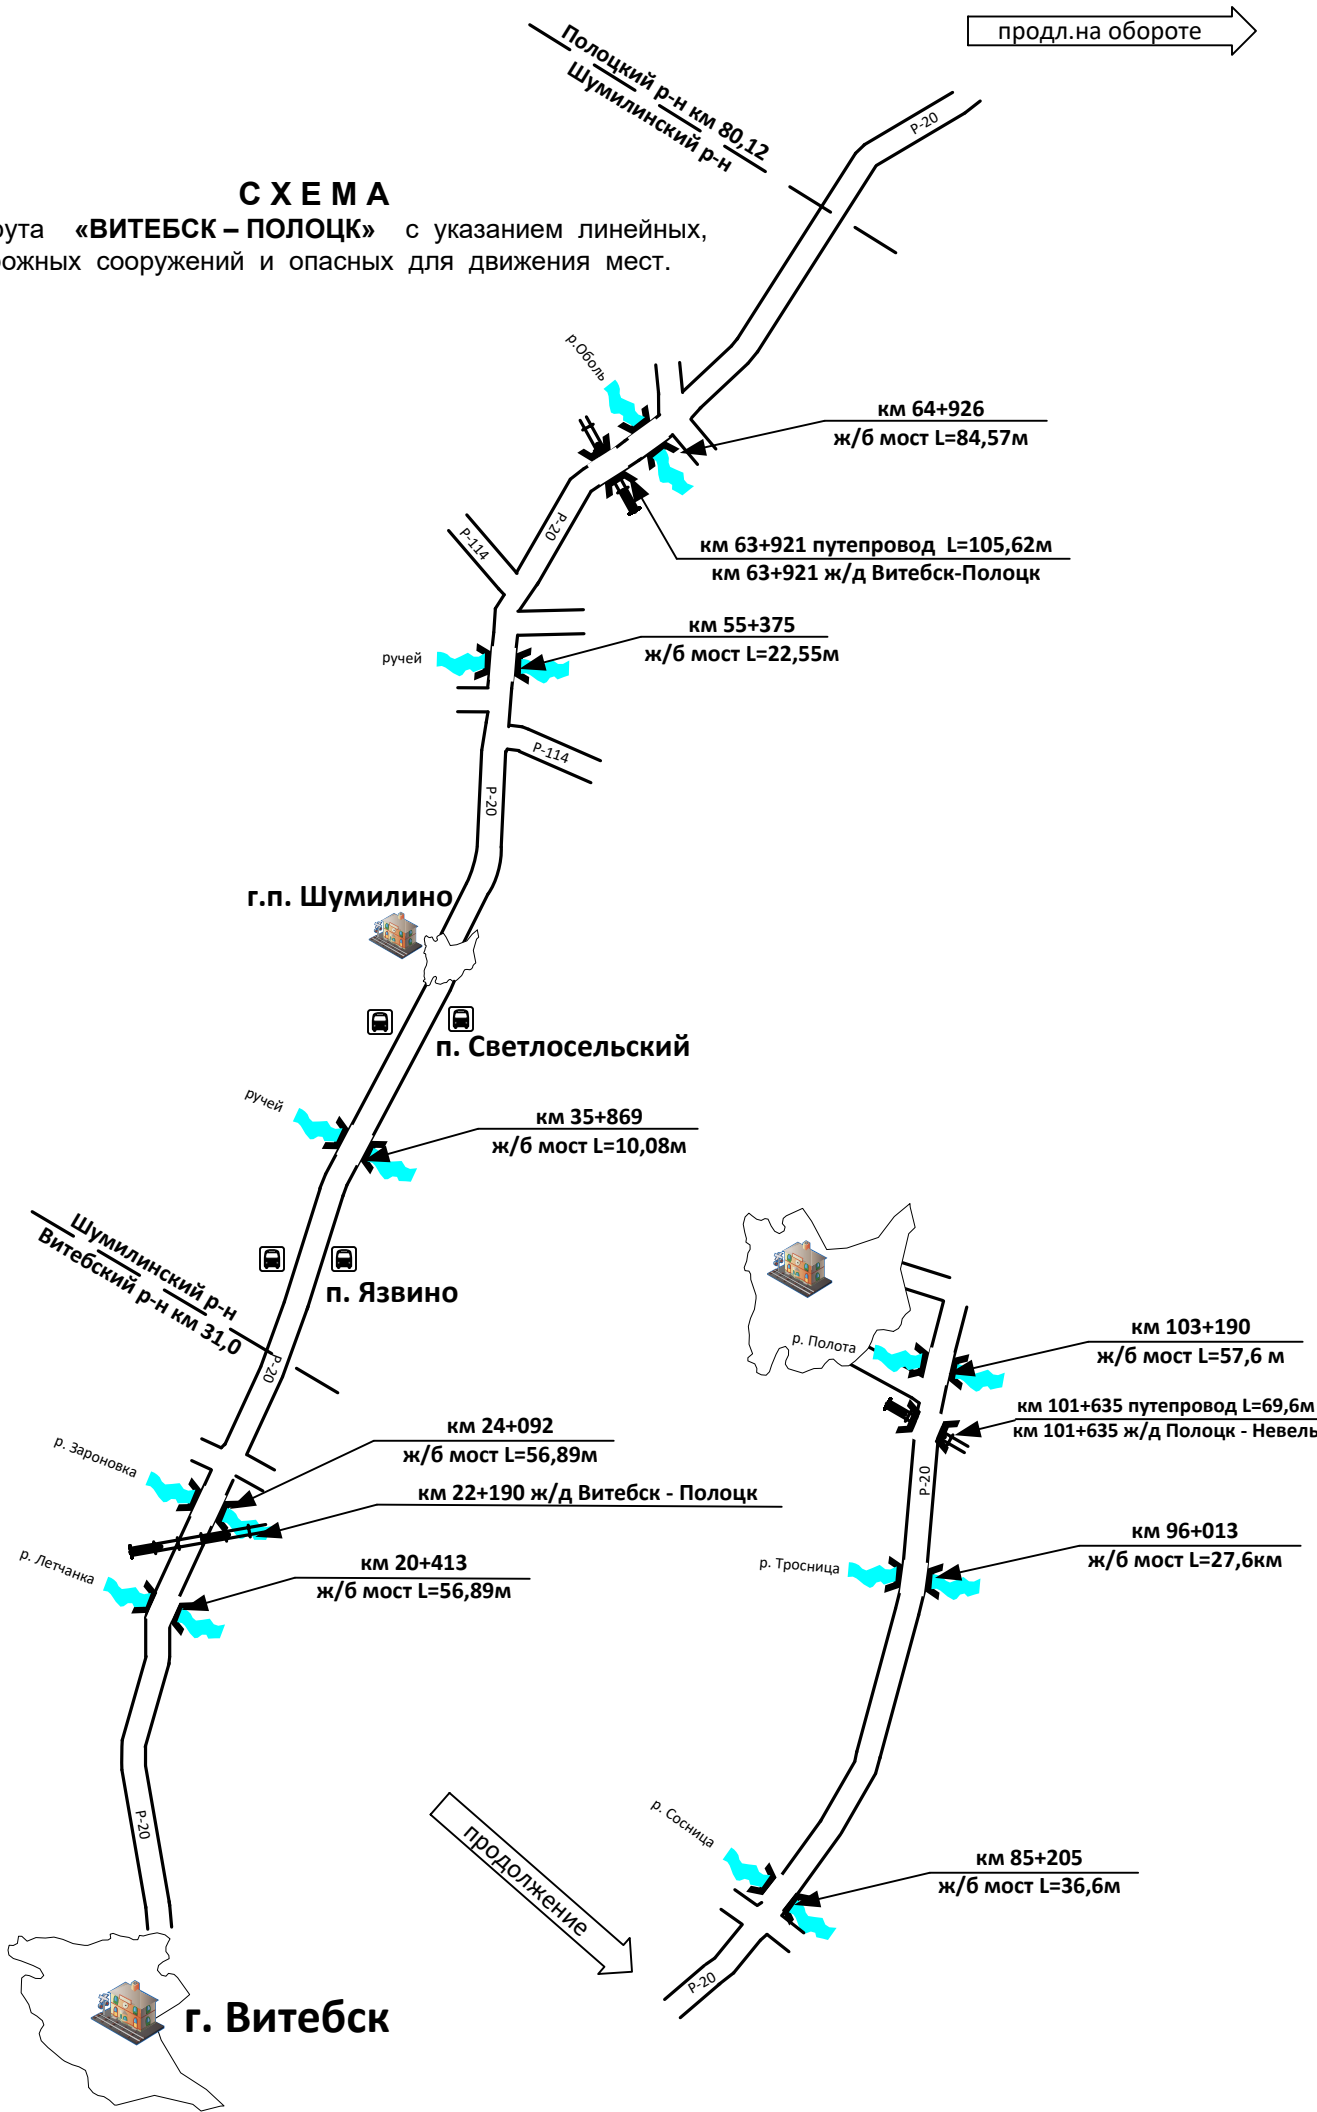 продл.на обороте
Полоцкий р-н км 80,12
Шумилинский р-н
Р-20
С Х Е М А
рута «ВИТЕБСК – ПОЛОЦК» с указанием линейных,
рожных сооружений и опасных для движения мест.
р.Оболь
км 64+926
ж/б мост L=84,57м
Р-20
Р-114
км 63+921 путепровод L=105,62м
км 63+921 ж/д Витебск-Полоцк
км 55+375
ж/б мост L=22,55м
ручей
Р-114
Р-20
г.п. Шумилино
п. Светлосельский
ручей
км 35+869
ж/б мост L=10,08м
Шумилинский р-н
Витебский р-н км 31,0
п. Язвино
Р-20
р. Полота
км 103+190
ж/б мост L=57,6 м
км 101+635 путепровод L=69,6м
км 101+635 ж/д Полоцк - Невель
км 24+092
ж/б мост L=56,89м
р. Зароновка
км 22+190 ж/д Витебск - Полоцк
Р-20
р. Летчанка
км 20+413
ж/б мост L=56,89м
р. Тросница
км 96+013
ж/б мост L=27,6км
Р-20
продолжение
р. Сосница
км 85+205
ж/б мост L=36,6м
Р-20
г. Витебск